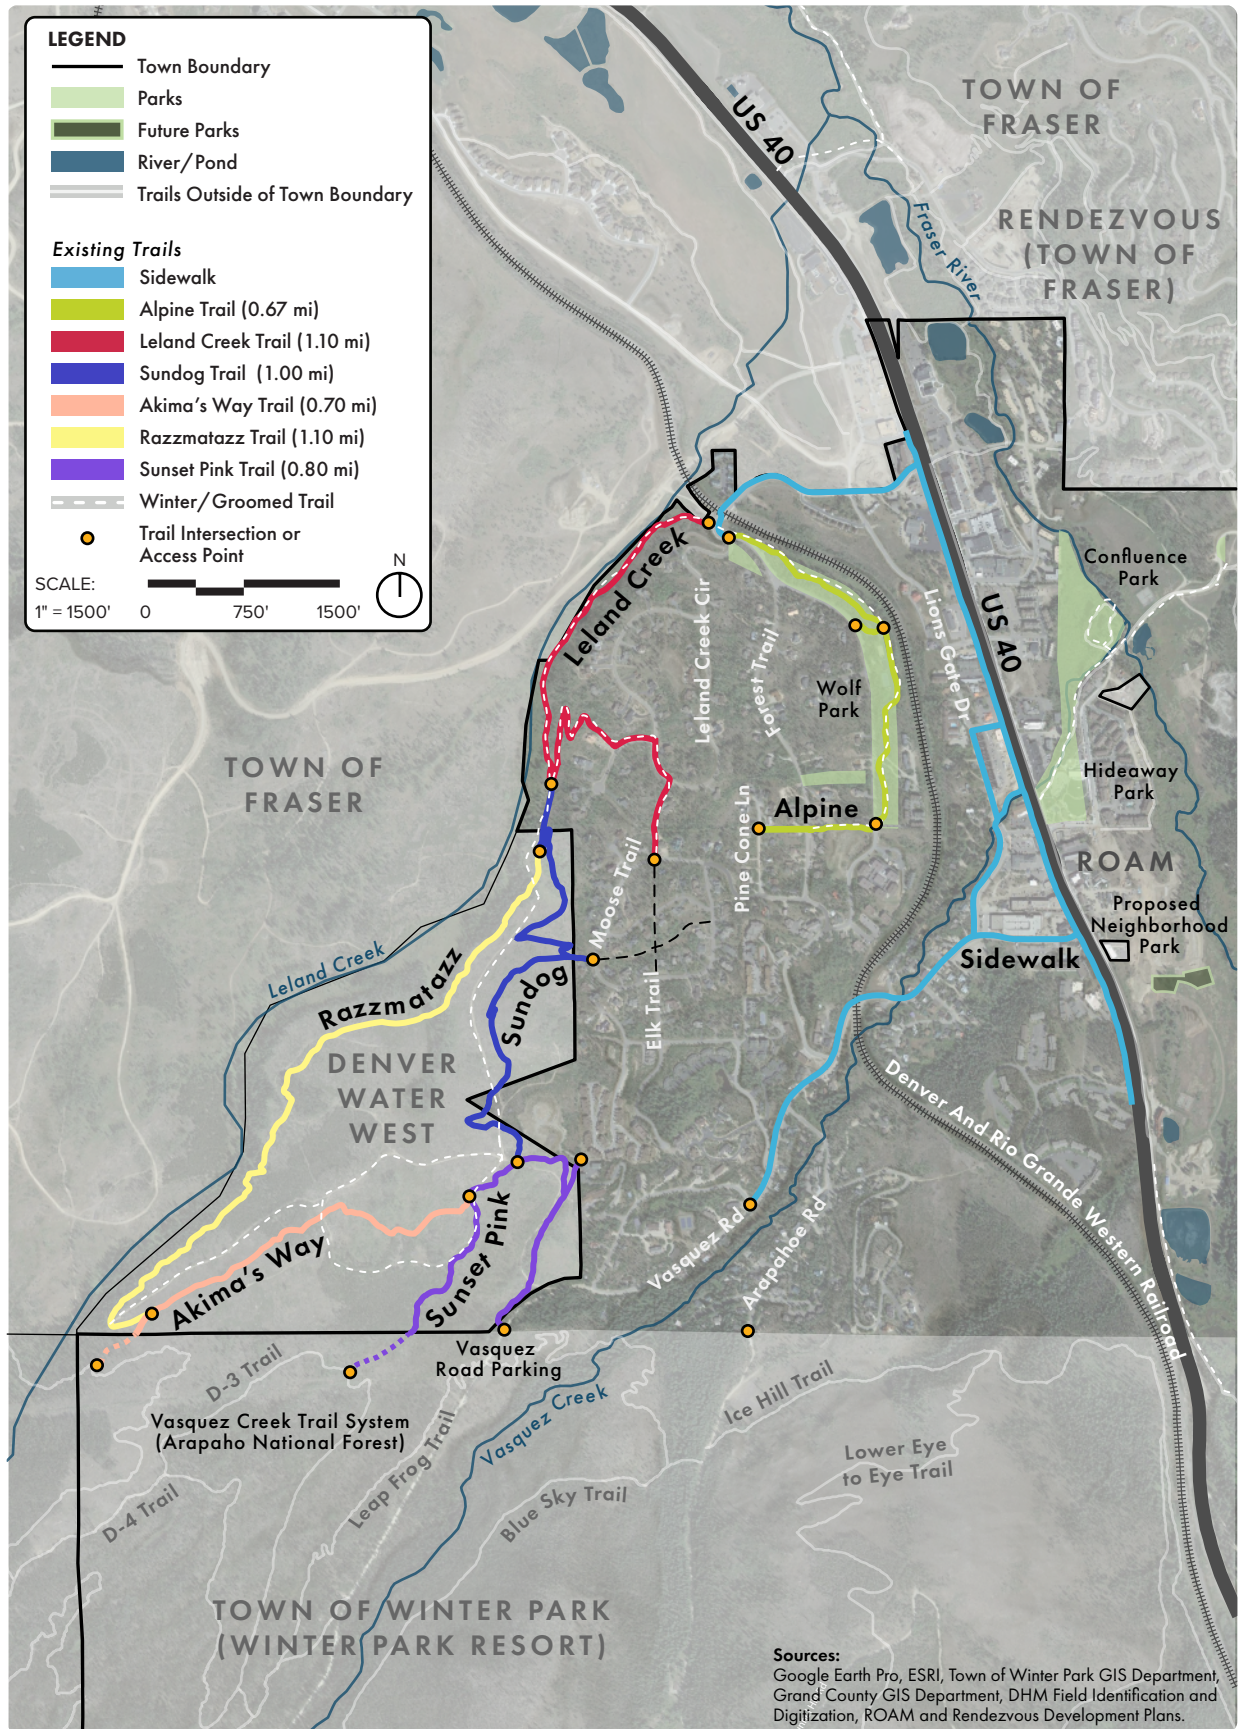 LEGEND
Town Boundary
Parks
Future Parks
River/Pond
Trails Outside of Town Boundary
Existing Trails
Sidewalk
Alpine Trail (0.67 mi)
Leland Creek Trail (1.10 mi)
Sundog Trail (1.00 mi)
Akima's Way Trail (0.70 mi)
Razzmatazz Trail (1.10 mi)
Sunset Pink Trail (0.80 mi)
Winter/Groomed Trail
Trail Intersection or
Access Point
SCALE:
1" = 1500'
0
750'
1500'
N
US 40
TOWN OF
FRASER
RENDEZVOUS
(TOWN OF
FRASER)
Fraser River
Leland Creek
Leland Creek Cir
Forest Trail
Wolf
Park
Lions Gate Dr
US 40
Confluence
Park
Hideaway
Park
ROAM
Proposed
Neighborhood
Park
TOWN OF
FRASER
Alpine
Pine Cone Ln
Moose Trail
Elk Trail
Sidewalk
Leland Creek
Razzmatazz
Sundog
DENVER
WATER
WEST
Denver And Rio Grande Western Railroad
Akima's Way
Sunset Pink
Vasquez Rd
Arapahoe Rd
Vasquez
Road Parking
D-3 Trail
Vasquez Creek Trail System
(Arapaho National Forest)
Leap Frog Trail
Vasquez Creek
Ice Hill Trail
Lower Eye
to Eye Trail
D-4 Trail
Blue Sky Trail
TOWN OF WINTER PARK
(WINTER PARK RESORT)
Sources:
Google Earth Pro, ESRI, Town of Winter Park GIS Department,
Grand County GIS Department, DHM Field Identification and
Digitization, ROAM and Rendezvous Development Plans.